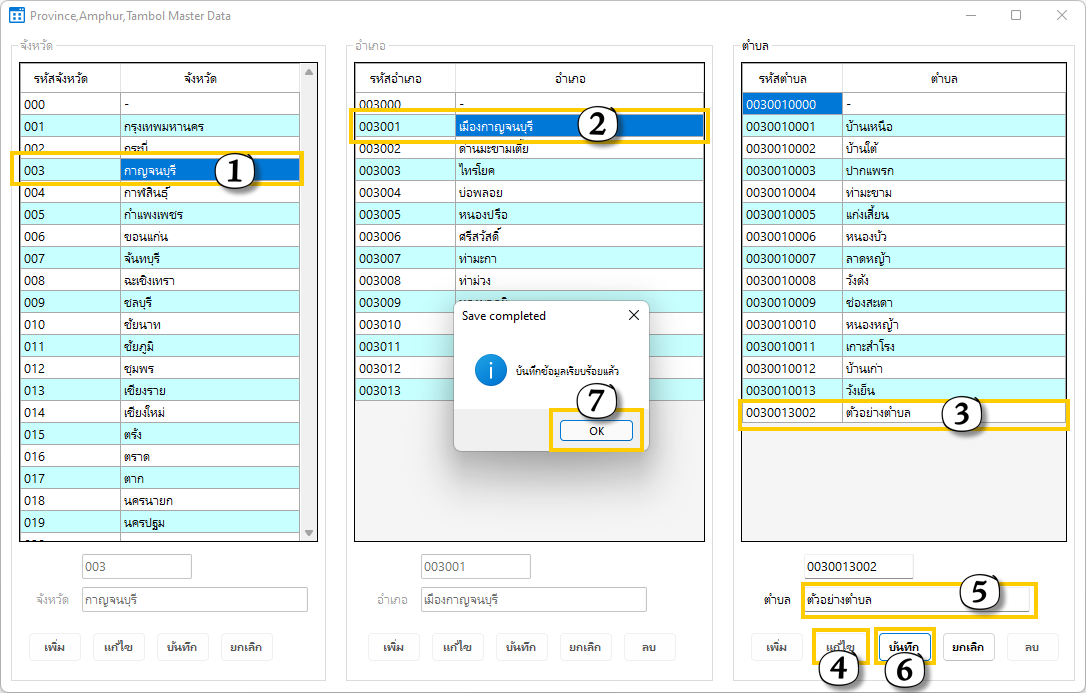 Province,Amphur,Tambol Master Data
จังหวัด
รหัสจังหวัด จังหวัด
000 -
001 กรุงเทพมหานคร
002 กระบี่
003 กาญจนบุรี
004 กาฬสินธุ์
005 กำแพงเพชร
006 ขอนแก่น
007 จันทบุรี
008 ฉะเชิงเทรา
009 ชลบุรี
010 ชัยนาท
011 ชัยภูมิ
012 ชุมพร
013 เชียงราย
014 เชียงใหม่
015 ตรัง
016 ตราด
017 ตาก
018 นครนายก
019 นครปฐม
1
003
จังหวัด กาญจนบุรี
เพิ่ม แก้ไข บันทึก ยกเลิก
อำเภอ
รหัสอำเภอ อำเภอ
003000 -
003001 เมืองกาญจนบุรี
003002 ด่านมะขามเตี้ย
003003 ไทรโยค
003004 บ่อพลอย
003005 หนองปรือ
003006 ศรีสวัสดิ์
003007 ท่ามะกา
003008 ท่าม่วง
003009
003010
003011
003012
003013
2
003001
อำเภอ เมืองกาญจนบุรี
เพิ่ม แก้ไข บันทึก ยกเลิก ลบ
Save completed
บันทึกข้อมูลเรียบร้อยแล้ว
7
OK
ตำบล
รหัสตำบล ตำบล
0030010000 -
0030010001 บ้านเหนือ
0030010002 บ้านใต้
0030010003 ปากแพรก
0030010004 ท่ามะขาม
0030010005 แก่งเสี้ยน
0030010006 หนองบัว
0030010007 ลาดหญ้า
0030010008 วังด้ง
0030010009 ช่องสะเดา
0030010010 หนองหญ้า
0030010011 เกาะสำโรง
0030010012 บ้านเก่า
0030010013 วังเย็น
0030013002 ตัวอย่างตำบล
3
0030013002
ตำบล ตัวอย่างตำบล
5
เพิ่ม แก้ไข บันทึก ยกเลิก ลบ
4 6